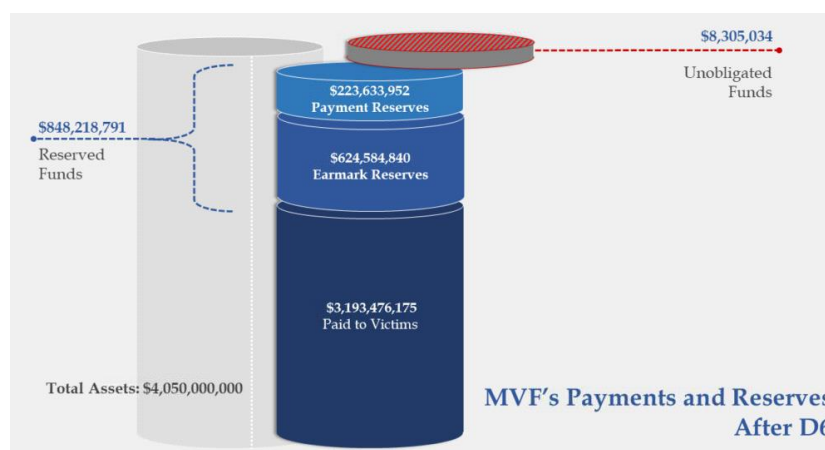 $8,305,034
Unobligated
Funds
$223,633,952
Payment Reserves
$848,218,791
Reserved
Funds
$624,584,840
Earmark Reserves
$3,193,476,175
Paid to Victims
Total Assets: $4,050,000,000
MVF's Payments and Reserves
After D6